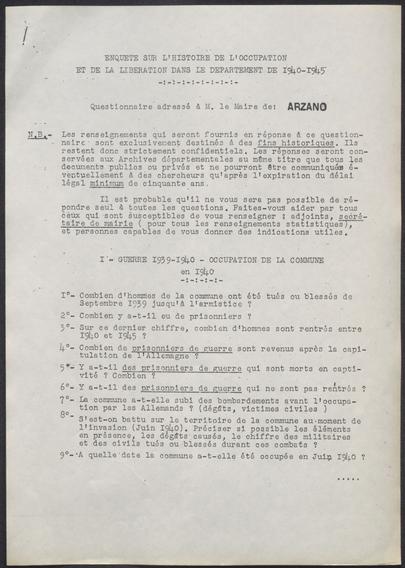 ENQUETE SUR L'HISTOIRE DE L'OCCUPATION
ET DE LA LIBERATION DANS LE DEPARTEMENT DE 1940-1945
-:-:-:-:-:-:-
Questionnaire adressé à M. le Maire de: ARZANO
N.B.- Les renseignements qui seront fournis en réponse à ce question-
naire sont exclusivement destinés à des fins historiques. Ils
restent donc strictement confidentiels. Les réponses seront con-
servées aux Archives départementales au même titre que tous les
documents publics ou privés et ne pourront être communiqués é-
ventuellement à des chercheurs qu'après l'expiration du délai
légal minimum de cinquante ans.
Il est probable qu'il ne vous sera pas possible de ré-
pondre seul à toutes les questions. Faites-vous aider par tous
ceux qui sont susceptibles de vous renseigner : adjoints, secré-
taire de mairie ( pour tous les renseignements statistiques),
et personnes capables de vous donner des indications utiles.
I - GUERRE 1939-1940 - OCCUPATION DE LA COMMUNE
en 1940
-:-:-:-:-:-
1°- Combien d'hommes de la commune ont été tués ou blessés de
Septembre 1939 jusqu'à l'armistice ?
2°- Combien y a-t-il eu de prisonniers ?
3°- Sur ce dernier chiffre, combien d'hommes sont rentrés entre
1940 et 1945 ?
4°- Combien de prisonniers de guerre sont revenus après la capi-
tulation de l'Allemagne ?
5°- Y a-t-il des prisonniers de guerre qui sont morts en capti-
vité ? Combien ?
6°- Y a-t-il des prisonniers de guerre qui ne sont pas rentrés ?
7°- La commune a-t-elle subi des bombardements avant l'occupa-
tion par les Allemands ? (dégâts, victimes civiles )
8°-
S'est-on battu sur le territoire de la commune au moment de
l'invasion (Juin 1940). Préciser si possible les éléments
en présence, les dégâts causés, le chiffre des militaires
et des civils tués ou blessés durant ces combats ?
9°- A quelle date la commune a-t-elle été occupée en Juin 1940 ?
.....